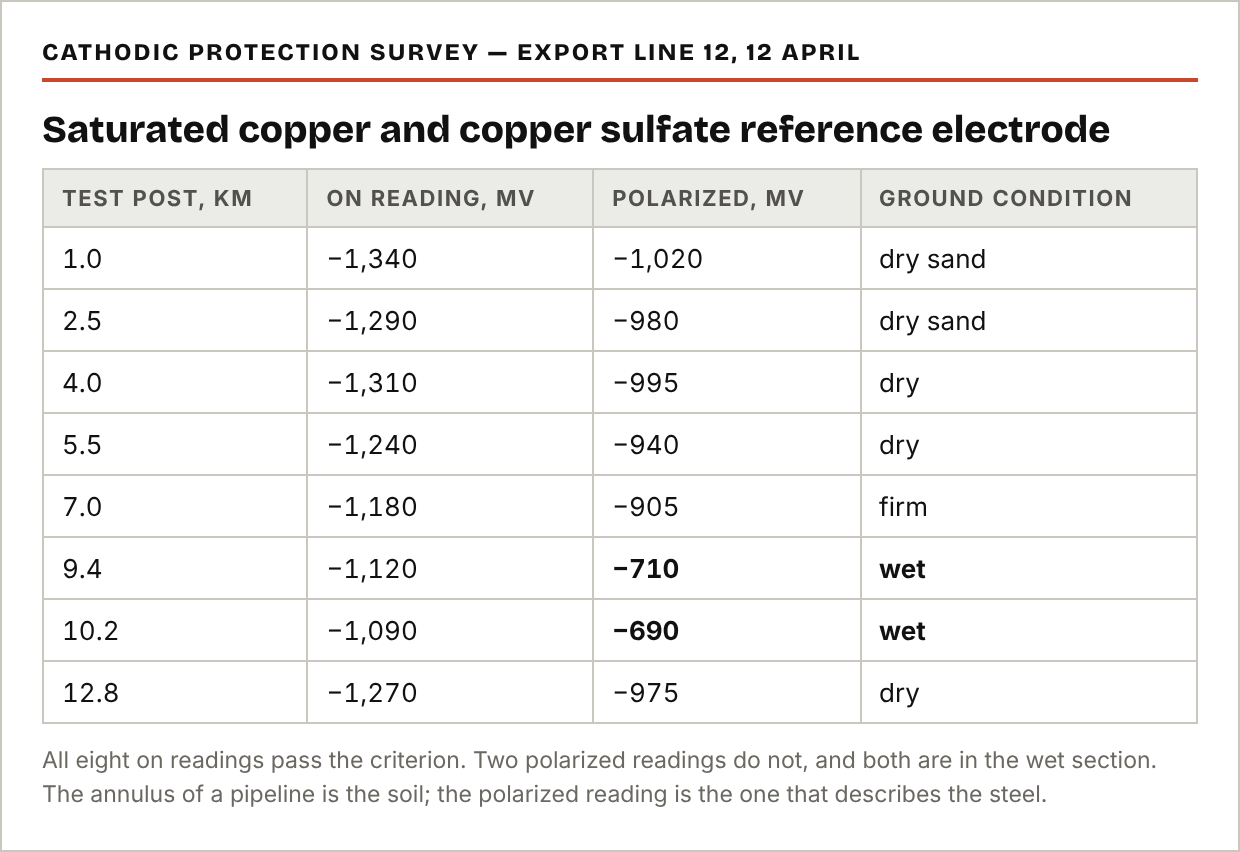 CATHODIC PROTECTION SURVEY — EXPORT LINE 12, 12 APRIL
Saturated copper and copper sulfate reference electrode
TEST POST, KM ON READING, MV POLARIZED, MV GROUND CONDITION
1.0 −1,340 −1,020 dry sand
2.5 −1,290 −980 dry sand
4.0 −1,310 −995 dry
5.5 −1,240 −940 dry
7.0 −1,180 −905 firm
9.4 −1,120 −710 wet
10.2 −1,090 −690 wet
12.8 −1,270 −975 dry
All eight on readings pass the criterion. Two polarized readings do not, and both are in the wet section.
The annulus of a pipeline is the soil; the polarized reading is the one that describes the steel.